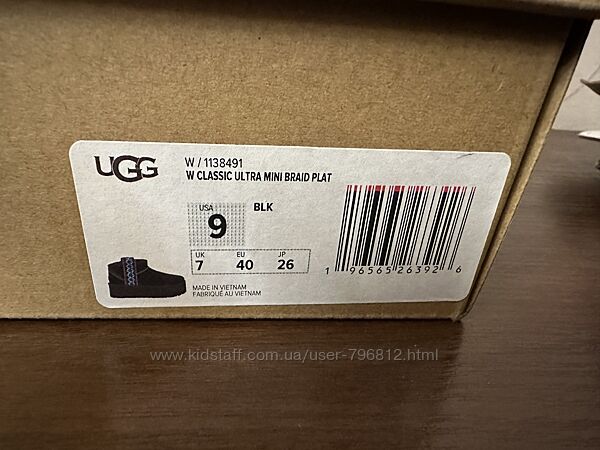 UGG
W / 1138491
W CLASSIC ULTRA MINI BRAID PLAT
USA
9
BLK
UK EU JP
7 40 26
1 96565 26392 6
MADE IN VIETNAM
FABRIQUÉ AU VIETNAM
www.kidstaff.com.ua/user-796812.html